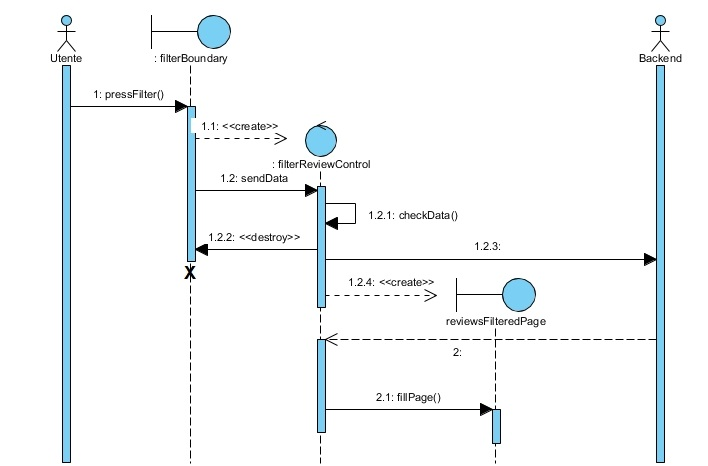 Utente
: filterBoundary
Backend
1: pressFilter()
1.1: <<create>>
: filterReviewControl
1.2: sendData
1.2.1: checkData()
1.2.2: <<destroy>>
1.2.3:
X
1.2.4: <<create>>
reviewsFilteredPage
2:
2.1: fillPage()